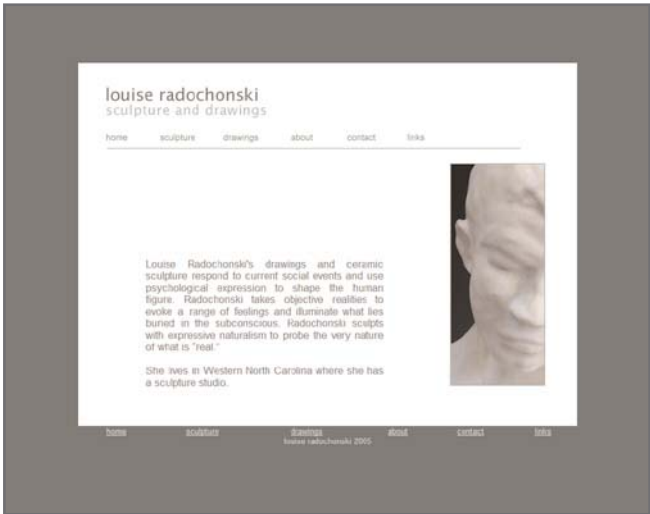 louise radochonski
sculpture and drawings
home sculpture drawings about contact links
Louise Radochonski's drawings and ceramic
sculpture respond to current social events and use
psychological expression to shape the human
figure. Radochonski takes objective realities to
evoke a range of feelings and illuminate what lies
buried in the subconscious. Radochonski sculpts
with expressive naturalism to probe the very nature
of what is "real."
She lives in Western North Carolina where she has
a sculpture studio.
home sculpture drawings about contact links
louise radochonski 2005